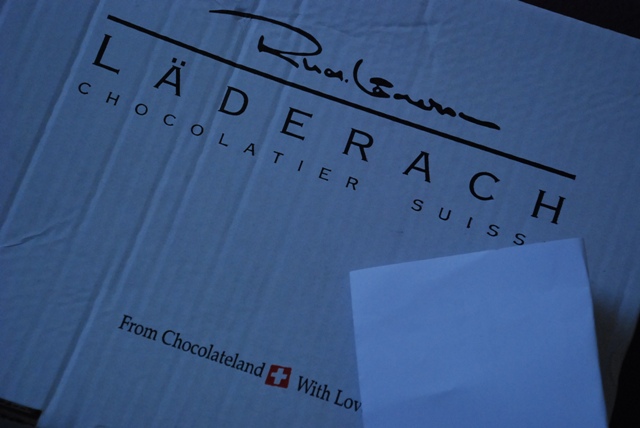 LÄDERACH
CHOCOLATIER SUISS
From Chocolateland With Lov